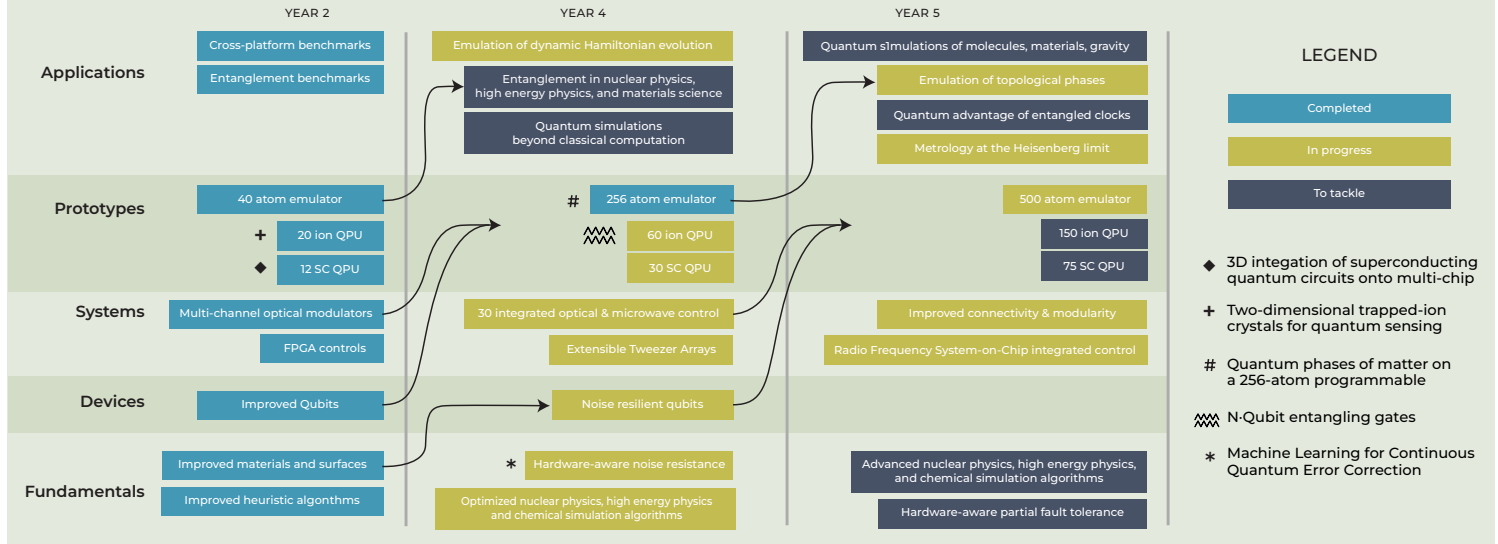 YEAR 2
YEAR 4
YEAR 5
Applications
Cross-platform benchmarks
Entanglement benchmarks
Emulation of dynamic Hamiltonian evolution
Entanglement in nuclear physics,
high energy physics, and materials science
Quantum simulations
beyond classical computation
Quantum s1mulations of molecules, materials, gravity
Emulation of topological phases
Quantum advantage of entangled clocks
Metrology at the Heisenberg limit
Prototypes
40 atom emulator
+ 20 ion QPU
◆ 12 SC QPU
# 256 atom emulator
60 ion QPU
30 SC QPU
500 atom emulator
150 ion QPU
75 SC QPU
Systems
Multi-channel optical modulators
FPGA controls
30 integrated optical & microwave control
Extensible Tweezer Arrays
Improved connectivity & modularity
Radio Frequency System-on-Chip integrated control
Devices
Improved Qubits
Noise resilient qubits
Fundamentals
Improved materials and surfaces
Improved heuristic algorithms
* Hardware-aware noise resistance
Optimized nuclear physics, high energy physics
and chemical simulation algorithms
Advanced nuclear physics, high energy physics,
and chemical simulation algorithms
Hardware-aware partial fault tolerance
LEGEND
Completed
In progress
To tackle
◆ 3D integation of superconducting
quantum circuits onto multi-chip
+ Two-dimensional trapped-ion
crystals for quantum sensing
# Quantum phases of matter on
a 256-atom programmable
N·Qubit entangling gates
* Machine Learning for Continuous
Quantum Error Correction